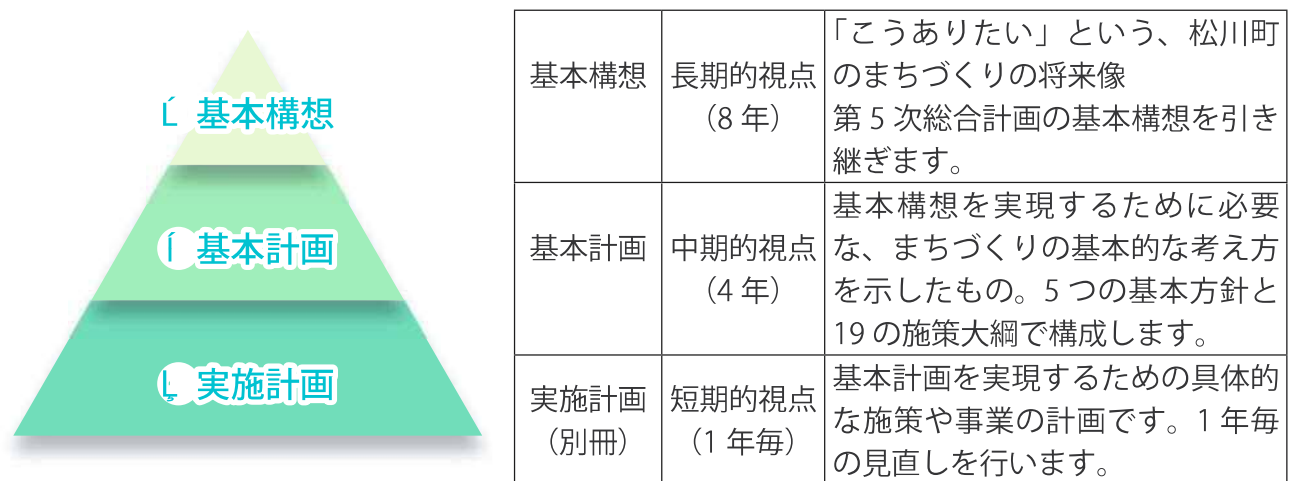 基本構想
基本計画
実施計画
基本構想
長期的視点
（8 年）
「こうありたい」という、松川町
のまちづくりの将来像
第 5 次総合計画の基本構想を引き
継ぎます。
基本計画
中期的視点
（4 年）
基本構想を実現するために必要
な、まちづくりの基本的な考え方
を示したもの。5 つの基本方針と
19 の施策大綱で構成します。
実施計画
（別冊）
短期的視点
（1 年毎）
基本計画を実現するための具体的
な施策や事業の計画です。1 年毎
の見直しを行います。